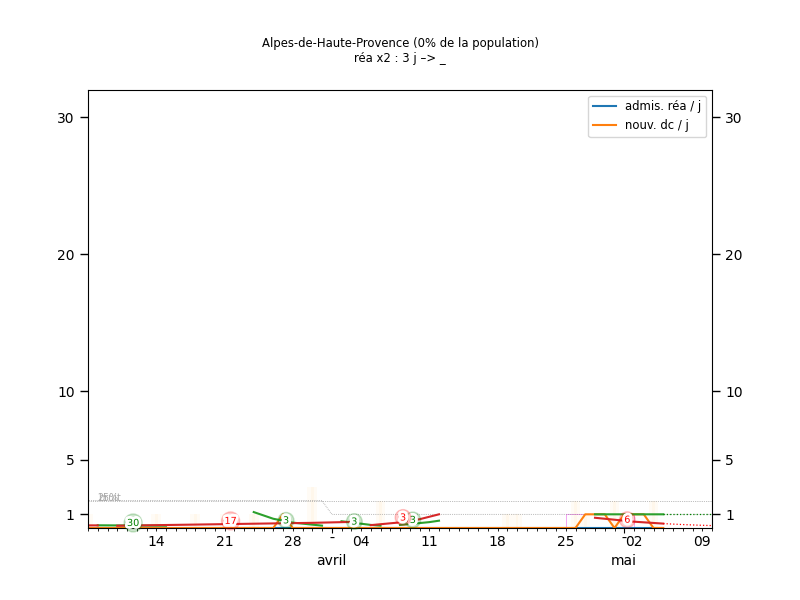 Alpes-de-Haute-Provence (0% de la population)
réa x2 : 3 j –> _
admis. réa / j
nouv. dc / j
30 30
20 20
10 10
5 5
1 1
30 17 3 3 3 3 6
14 21 28 04 11 18 25 02 09
avril mai